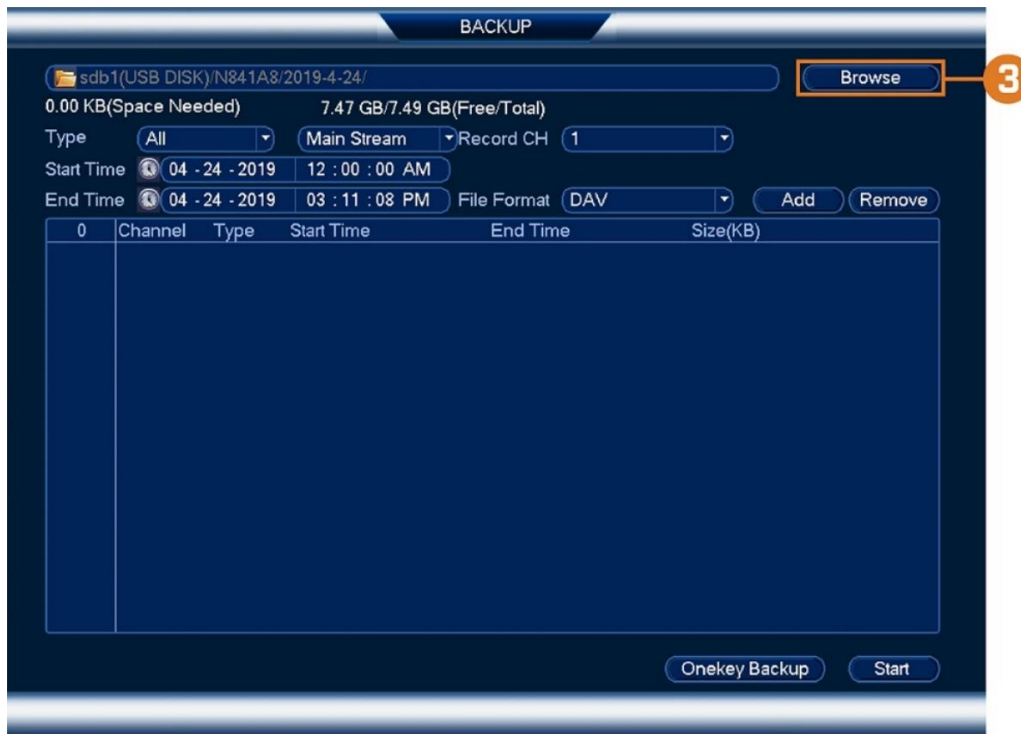 BACKUP
sdb1(USB DISK)/N841A8/2019-4-24/ Browse 3
0.00 KB(Space Needed) 7.47 GB/7.49 GB(Free/Total)
Type All Main Stream Record CH 1
Start Time 04 - 24 - 2019 12 : 00 : 00 AM
End Time 04 - 24 - 2019 03 : 11 : 08 PM File Format DAV Add Remove
0 Channel Type Start Time End Time Size(KB)
Onekey Backup Start